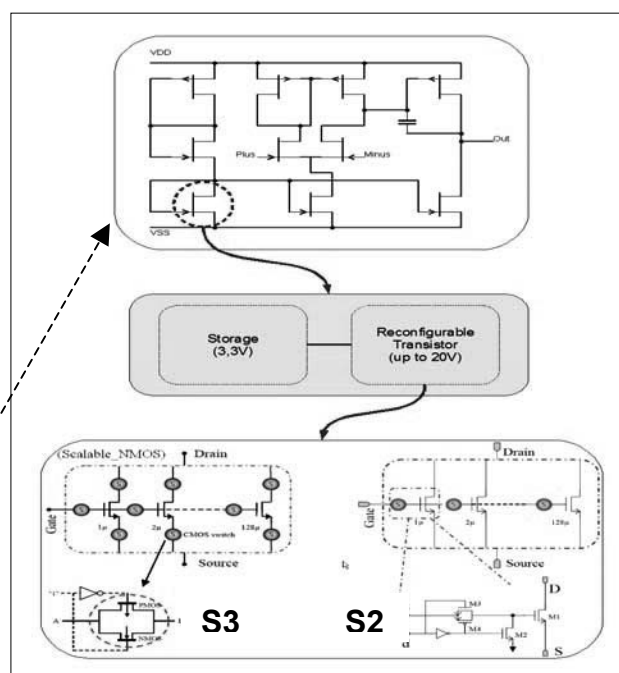 VDD
Plus
Minus
Out
VSS
Storage
(3,3V)
Reconfigurable
Transistor
(up to 20V)
(Scalable_NMOS)
Drain
Gate
1µ
2µ
128µ
CMOS switch
Source
PMOS
NMOS
A
S3
Drain
Gate
1µ
2µ
128µ
Source
D
M3
M4
M1
M2
S
S2